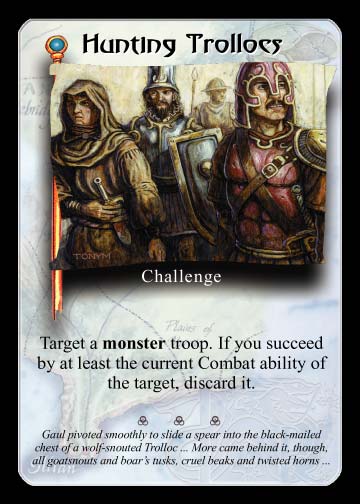 Hunting Trollocs
TONYM
Challenge
Plains of
Target a monster troop. If you succeed
by at least the current Combat ability of
the target, discard it.
Gaul pivoted smoothly to slide a spear into the black-mailed
chest of a wolf-snouted Trolloc ... More came behind it, though,
all goatsnouts and boar's tusks, cruel beaks and twisted horns ...